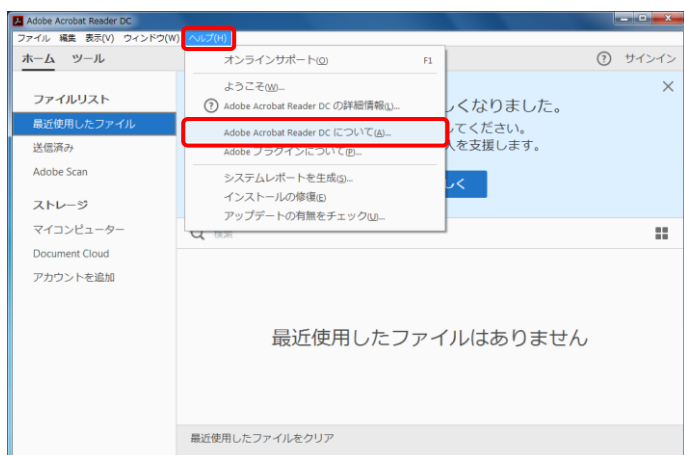 Adobe Acrobat Reader DC
ファイル 編集 表示(V) ウィンドウ(W) ヘルプ(H)
ホーム ツール
サインイン
オンラインサポート(O) F1
ようこそ(W)...
Adobe Acrobat Reader DC の詳細情報(L)...
Adobe Acrobat Reader DC について(A)...
Adobe プラグインについて(P)...
システムレポートを生成(S)...
インストールの修復(E)
アップデートの有無をチェック(U)...
ファイルリスト
最近使用したファイル
送信済み
Adobe Scan
ストレージ
マイコンピューター
Document Cloud
アカウントを追加
しくなりました。
してください。
を支援します。
しく
検索
最近使用したファイルはありません
最近使用したファイルをクリア